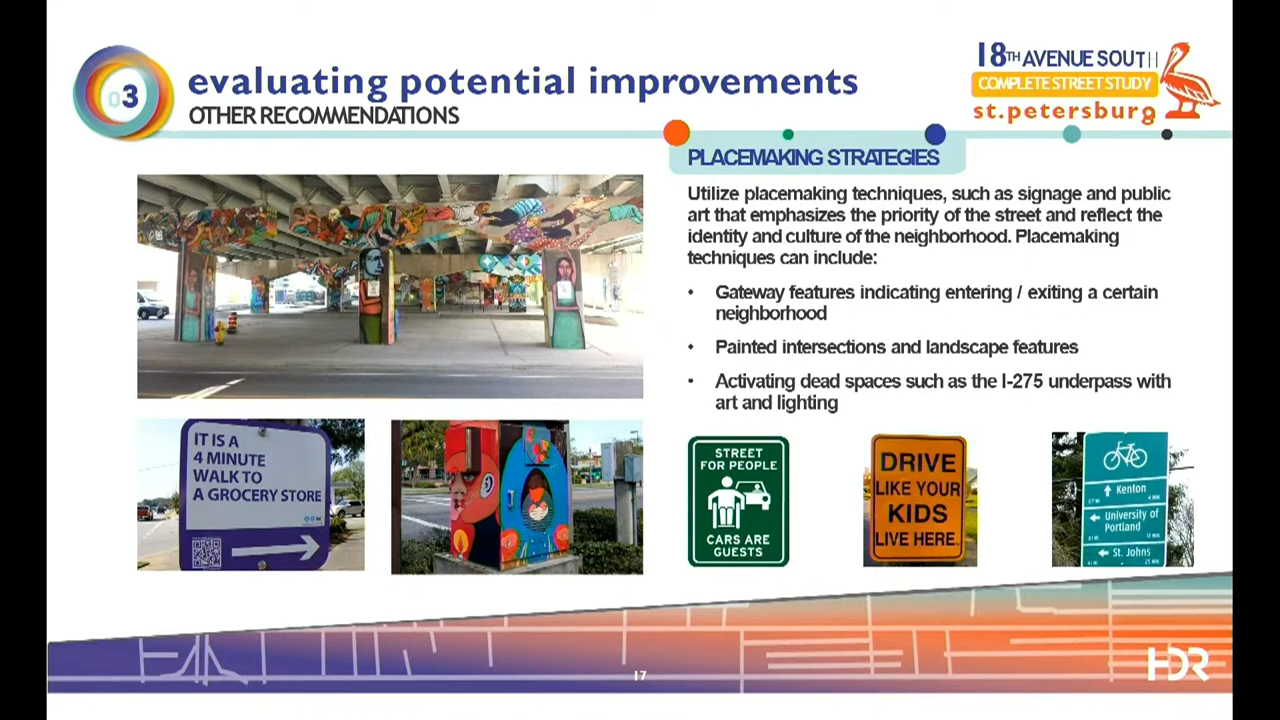 03
evaluating potential improvements
OTHER RECOMMENDATIONS
18TH AVENUE SOUTH
COMPLETE STREET STUDY
st.petersburg
PLACEMAKING STRATEGIES
Utilize placemaking techniques, such as signage and public
art that emphasizes the priority of the street and reflect the
identity and culture of the neighborhood. Placemaking
techniques can include:
• Gateway features indicating entering / exiting a certain
neighborhood
• Painted intersections and landscape features
• Activating dead spaces such as the I-275 underpass with
art and lighting
IT IS A
4 MINUTE
WALK TO
A GROCERY STORE
STREET
FOR PEOPLE
CARS ARE
GUESTS
DRIVE
LIKE YOUR
KIDS
LIVE HERE.
Kenton
University of
Portland
St. Johns
17
HDR